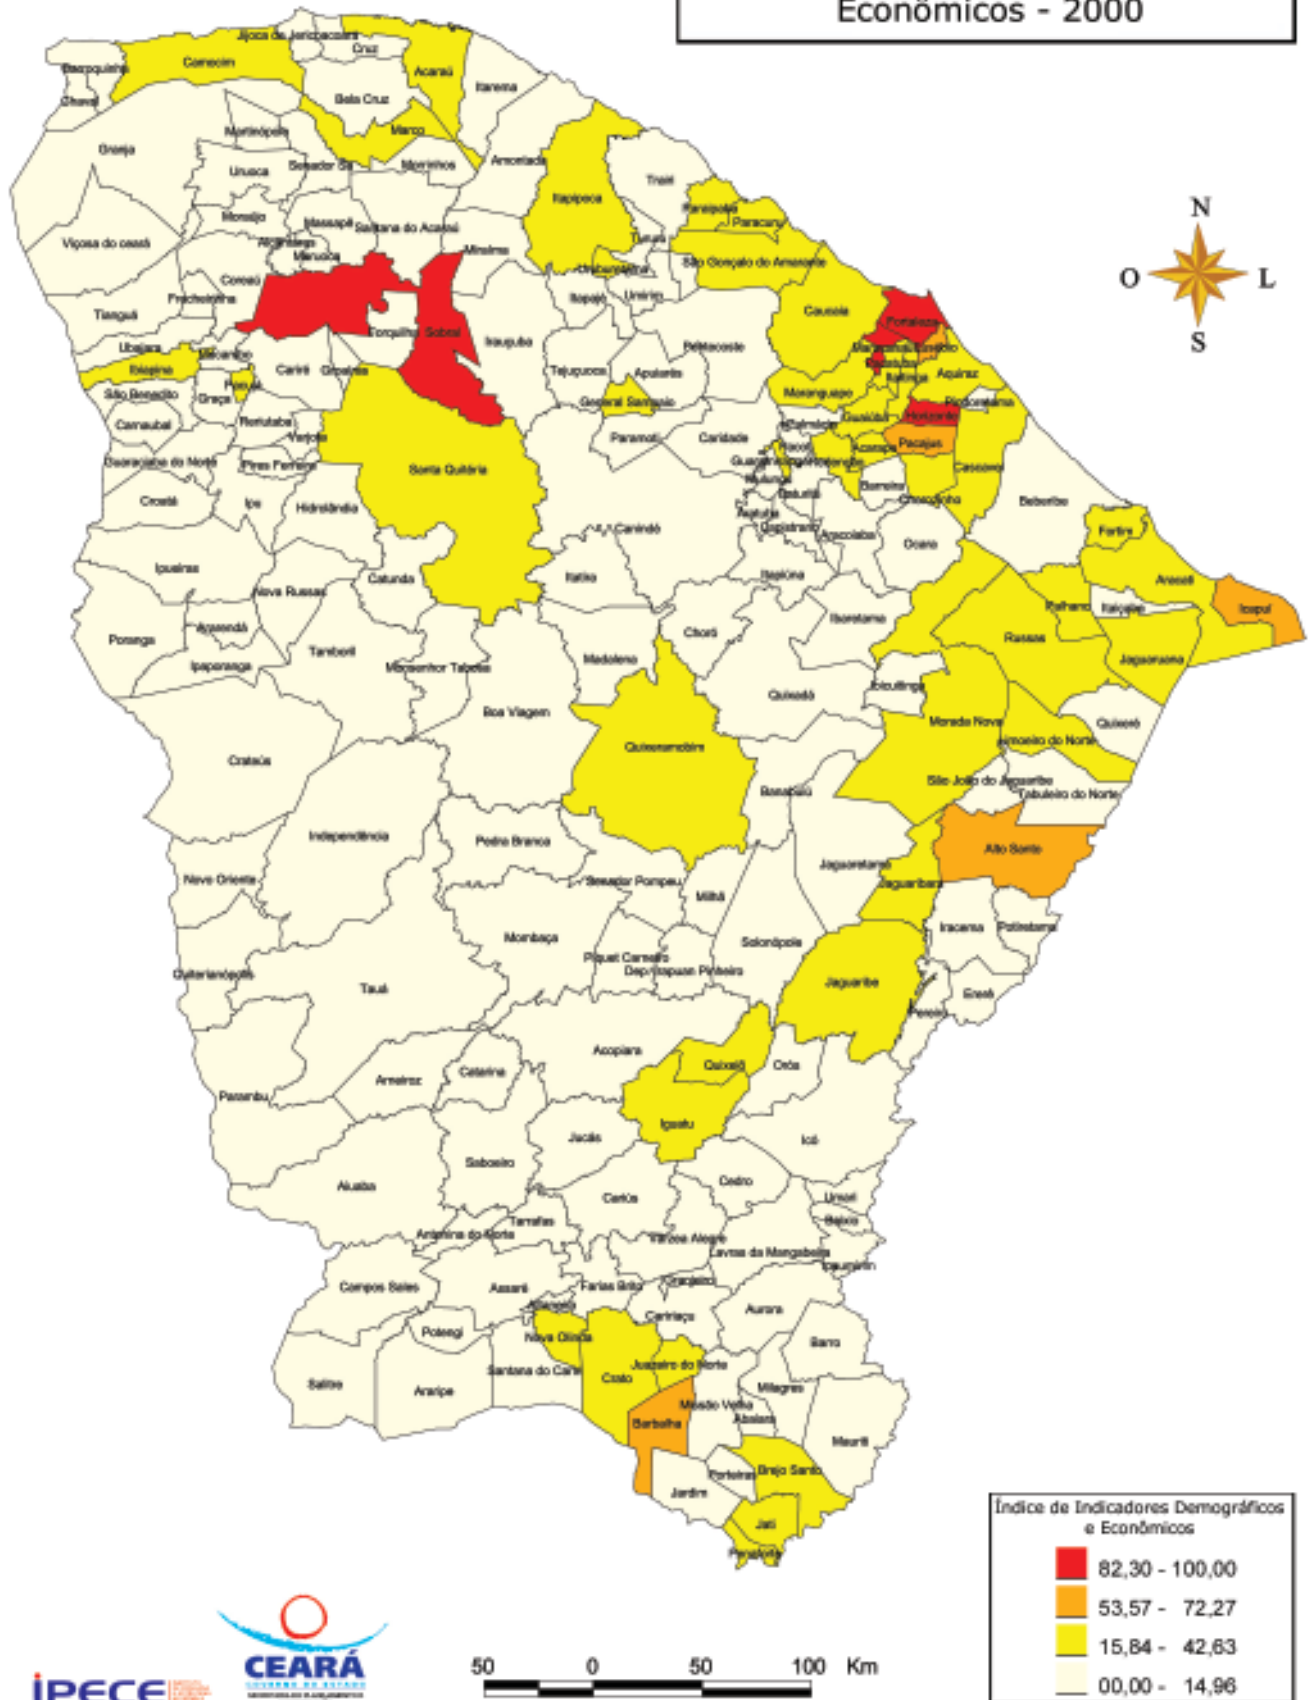 Econômicos - 2000
N
O
L
S
Jijoca de Jericoacoara
Cruz
Camocim
Barroquinha
Acaraú
Itarema
Chaval
Bela Cruz
Marco
Martinópole
Granja
Senador Sá
Morrinhos
Amontada
Uruoca
Trairi
Itapipoca
Moraújo
Massapê
Santana do Acaraú
Paraipaba
Paracuru
Viçosa do ceará
Alcântaras
Meruoca
Miraíma
Tururu
Uruburetama
São Gonçalo do Amarante
Coreaú
Frecheirinha
Itapajé
Umirim
Tianguá
Caucaia
Fortaleza
Forquilha
Sobral
Irauçuba
Ubajara
Mucambo
Pentecoste
Maracanaú
Eusébio
Pacatuba
Ibiapina
Cariré
Groaíras
Tejuçuoca
Apuiarés
Itaitinga
Aquiraz
São Benedito
Pacujá
Graça
General Sampaio
Maranguape
Pindoretama
Carnaubal
Reriutaba
Guaiúba
Horizonte
Varjota
Paramoti
Caridade
Palmácia
Pacoti
Acarape
Pacajus
Guaraciaba do Norte
Pires Ferreira
Santa Quitéria
Guaramiranga
Redenção
Cascavel
Mulungu
Croatá
Ipu
Hidrolândia
Baturité
Barreira
Chorozinho
Beberibe
Aratuba
Canindé
Capistrano
Aracoiaba
Ocara
Fortim
Ipueiras
Nova Russas
Catunda
Itatira
Itapiúna
Aracati
Icapuí
Poranga
Ararendá
Ibaretama
Palhano
Itaiçaba
Choró
Russas
Ipaporanga
Tamboril
Monsenhor Tabosa
Madalena
Jaguaruana
Ibicuitinga
Quixadá
Boa Viagem
Morada Nova
Quixeré
Crateús
Quixeramobim
Limoeiro do Norte
Banabuiú
São João do Jaguaribe
Tabuleiro do Norte
Independência
Pedra Branca
Alto Santo
Novo Oriente
Senador Pompeu
Jaguaretama
Jaguaribara
Milhã
Iracema
Potiretama
Mombaça
Solonópole
Quiterianópolis
Piquet Carneiro
Dep. Irapuan Pinheiro
Tauá
Jaguaribe
Ererê
Pereiro
Acopiara
Quixelô
Orós
Catarina
Arneiroz
Parambu
Iguatu
Jucás
Icó
Saboeiro
Aiuaba
Cariús
Cedro
Umari
Tarrafas
Baixio
Antonina do Norte
Várzea Alegre
Lavras da Mangabeira
Ipaumirim
Campos Sales
Assaré
Farias Brito
Granjeiro
Altaneira
Caririaçu
Aurora
Potengi
Nova Olinda
Barro
Santana do Cariri
Juazeiro do Norte
Crato
Salitre
Araripe
Milagres
Missão Velha
Barbalha
Abaiara
Mauriti
Porteiras
Brejo Santo
Jardim
Jati
Penaforte
Índice de Indicadores Demográficos
e Econômicos
82,30 - 100,00
53,57 - 72,27
15,84 - 42,63
00,00 - 14,96
CEARÁ
GOVERNO DO ESTADO
iPECE
50 0 50 100 Km